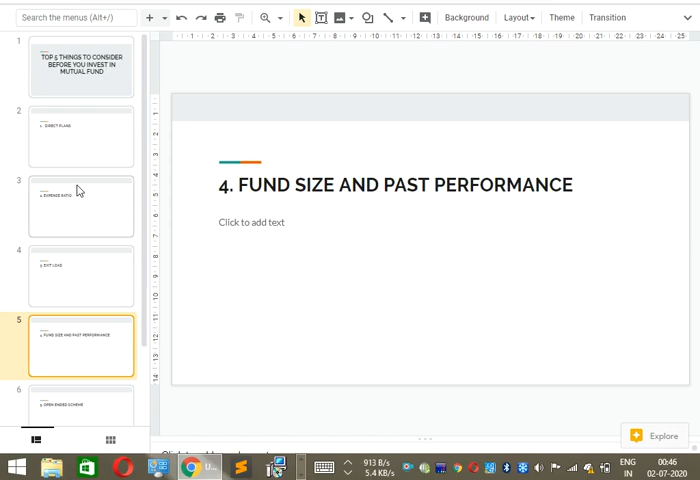 Search the menus (Alt+/)
Background
Layout
Theme
Transition
1
TOP 5 THINGS TO CONSIDER
BEFORE YOU INVEST IN
MUTUAL FUND
2
1. DIRECT PLANS
3
2. EXPENSE RATIO
4
3. EXIT LOAD
5
4. FUND SIZE AND PAST PERFORMANCE
6
5. OPEN ENDED SCHEME
4. FUND SIZE AND PAST PERFORMANCE
Click to add text
Explore
U...
913 B/s
5.4 KB/s
ENG
IN
00:46
02-07-2020